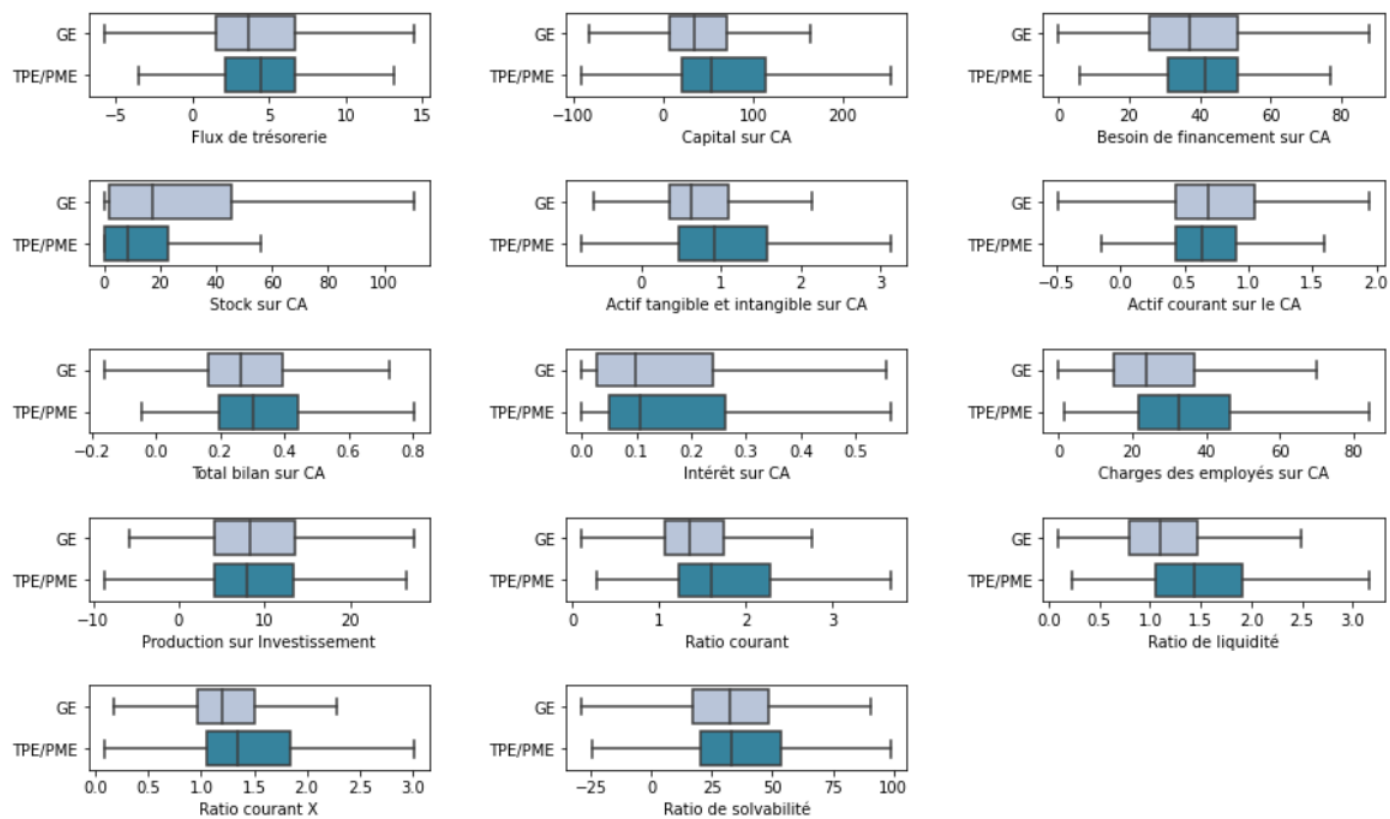 GE
TPE/PME
−5 0 5 10 15
Flux de trésorerie
GE
TPE/PME
−100 0 100 200
Capital sur CA
GE
TPE/PME
0 20 40 60 80
Besoin de financement sur CA
GE
TPE/PME
0 20 40 60 80 100
Stock sur CA
GE
TPE/PME
0 1 2 3
Actif tangible et intangible sur CA
GE
TPE/PME
−0.5 0.0 0.5 1.0 1.5 2.0
Actif courant sur le CA
GE
TPE/PME
−0.2 0.0 0.2 0.4 0.6 0.8
Total bilan sur CA
GE
TPE/PME
0.0 0.1 0.2 0.3 0.4 0.5
Intérêt sur CA
GE
TPE/PME
0 20 40 60 80
Charges des employés sur CA
GE
TPE/PME
−10 0 10 20
Production sur Investissement
GE
TPE/PME
0 1 2 3
Ratio courant
GE
TPE/PME
0.0 0.5 1.0 1.5 2.0 2.5 3.0
Ratio de liquidité
GE
TPE/PME
0.0 0.5 1.0 1.5 2.0 2.5 3.0
Ratio courant X
GE
TPE/PME
−25 0 25 50 75 100
Ratio de solvabilité